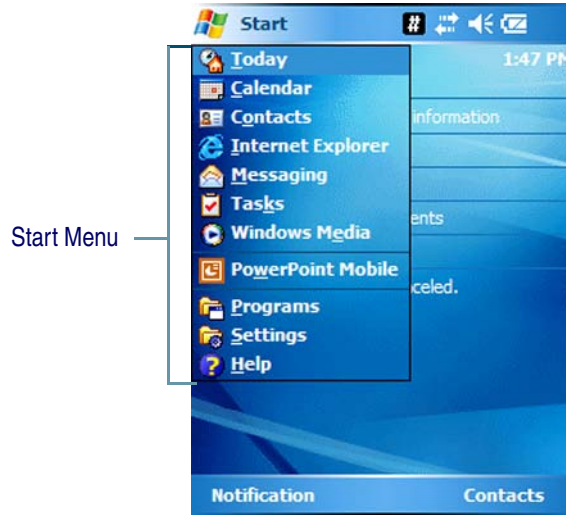 Start #
Today
1:47 PM
Calendar
Contacts
information
Internet Explorer
Messaging
Tasks
ents
Start Menu
Windows Media
PowerPoint Mobile
celed.
Programs
Settings
? Help
Notification
Contacts